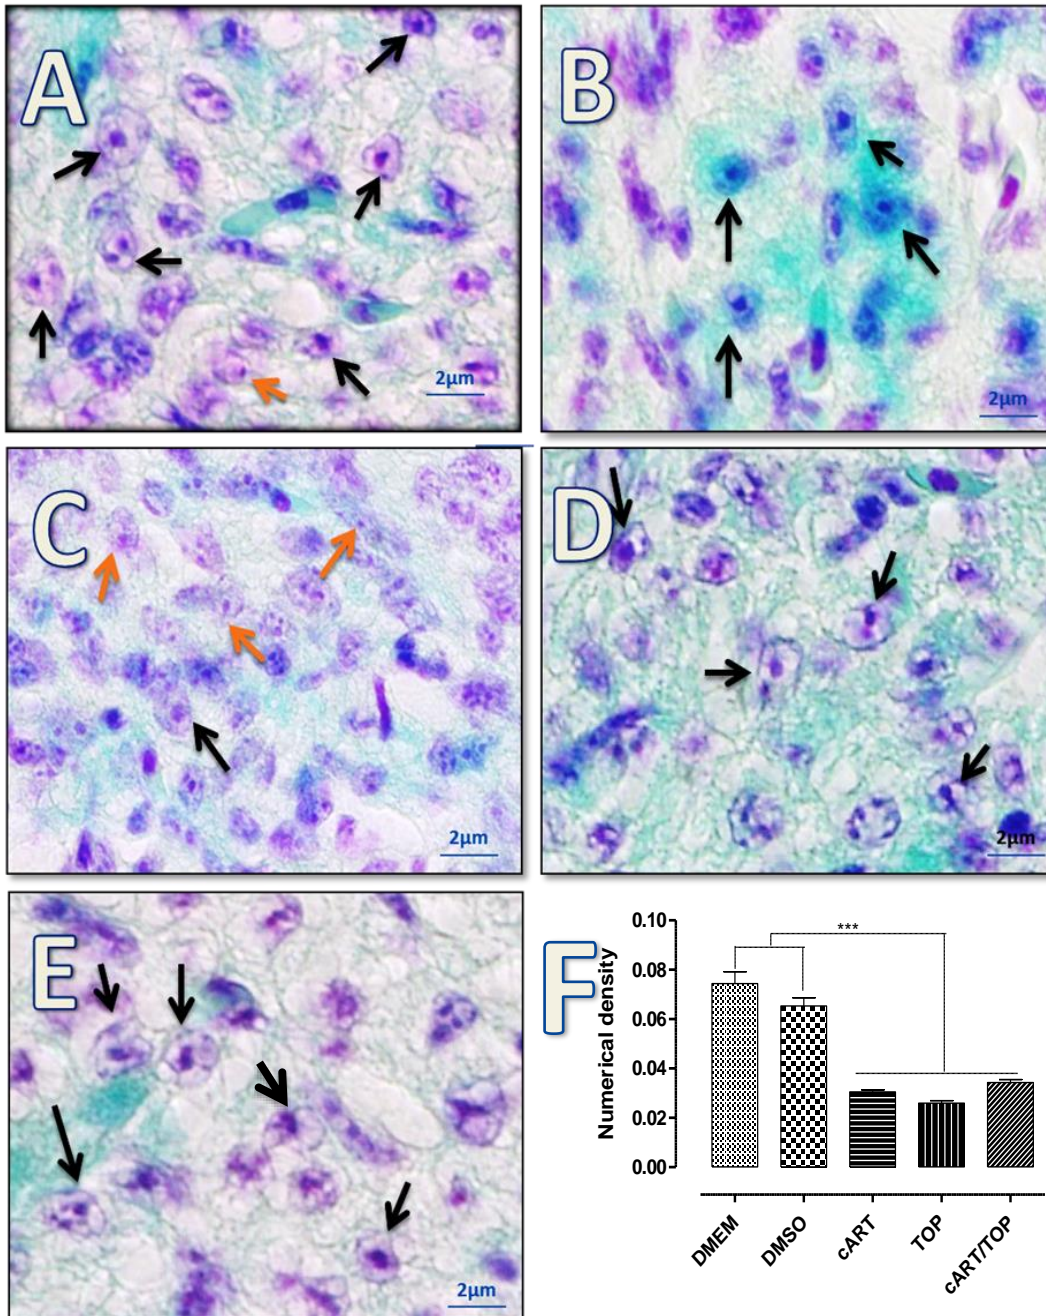 A
B
2µm
2µm
C
D
2µm
2µm
E
2µm
F
Numerical density
0.10
0.08
0.06
0.04
0.02
0.00
***
DMEM
DMSO
cART
TOP
cART/TOP